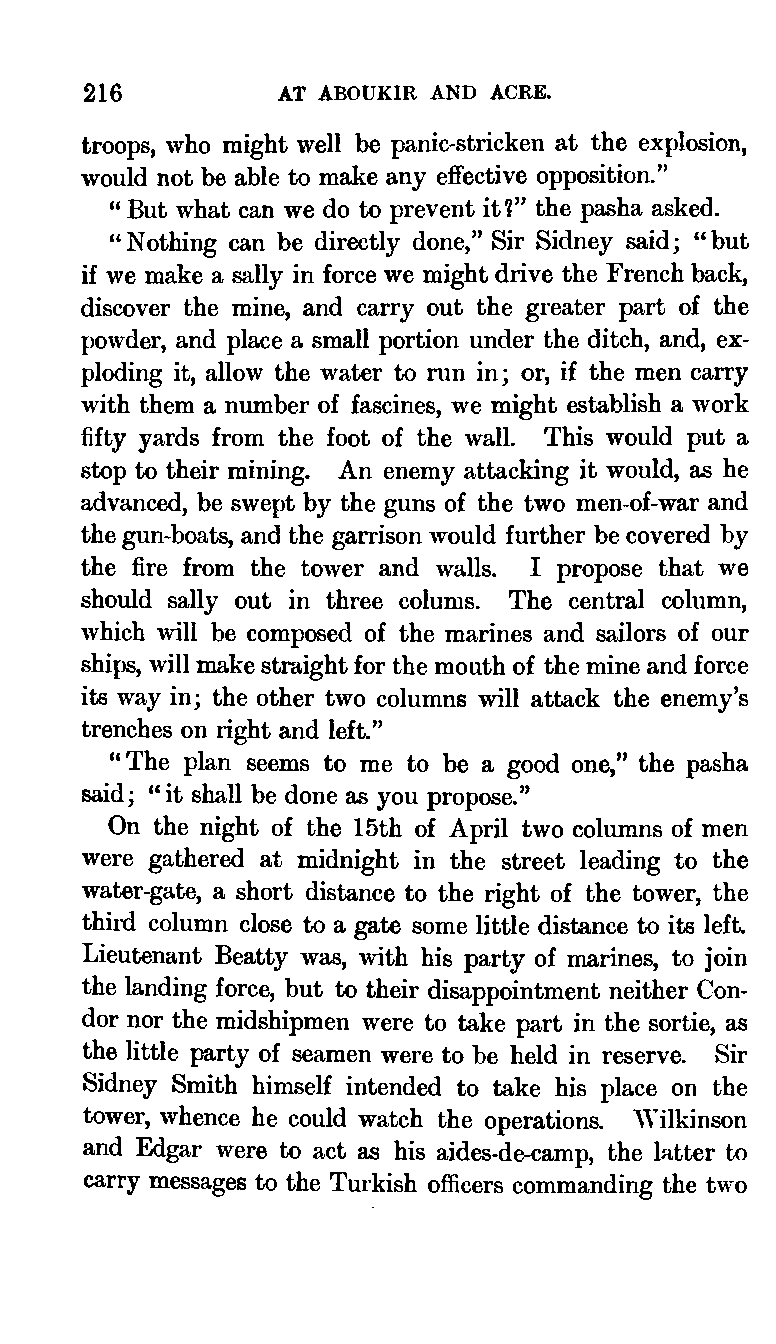 216 AT ABOUKIR AND ACRE.
troops, who might well be panic-stricken at the explosion,
would not be able to make any effective opposition."
"But what can we do to prevent it?" the pasha asked.
"Nothing can be directly done," Sir Sidney said; "but
if we make a sally in force we might drive the French back,
discover the mine, and carry out the greater part of the
powder, and place a small portion under the ditch, and, ex-
ploding it, allow the water to run in; or, if the men carry
with them a number of fascines, we might establish a work
fifty yards from the foot of the wall. This would put a
stop to their mining. An enemy attacking it would, as he
advanced, be swept by the guns of the two men-of-war and
the gun-boats, and the garrison would further be covered by
the fire from the tower and walls. I propose that we
should sally out in three colums. The central column,
which will be composed of the marines and sailors of our
ships, will make straight for the mouth of the mine and force
its way in; the other two columns will attack the enemy's
trenches on right and left."
"The plan seems to me to be a good one," the pasha
said; "it shall be done as you propose."
On the night of the 15th of April two columns of men
were gathered at midnight in the street leading to the
water-gate, a short distance to the right of the tower, the
third column close to a gate some little distance to its left.
Lieutenant Beatty was, with his party of marines, to join
the landing force, but to their disappointment neither Con-
dor nor the midshipmen were to take part in the sortie, as
the little party of seamen were to be held in reserve. Sir
Sidney Smith himself intended to take his place on the
tower, whence he could watch the operations. Wilkinson
and Edgar were to act as his aides-de-camp, the latter to
carry messages to the Turkish officers commanding the two